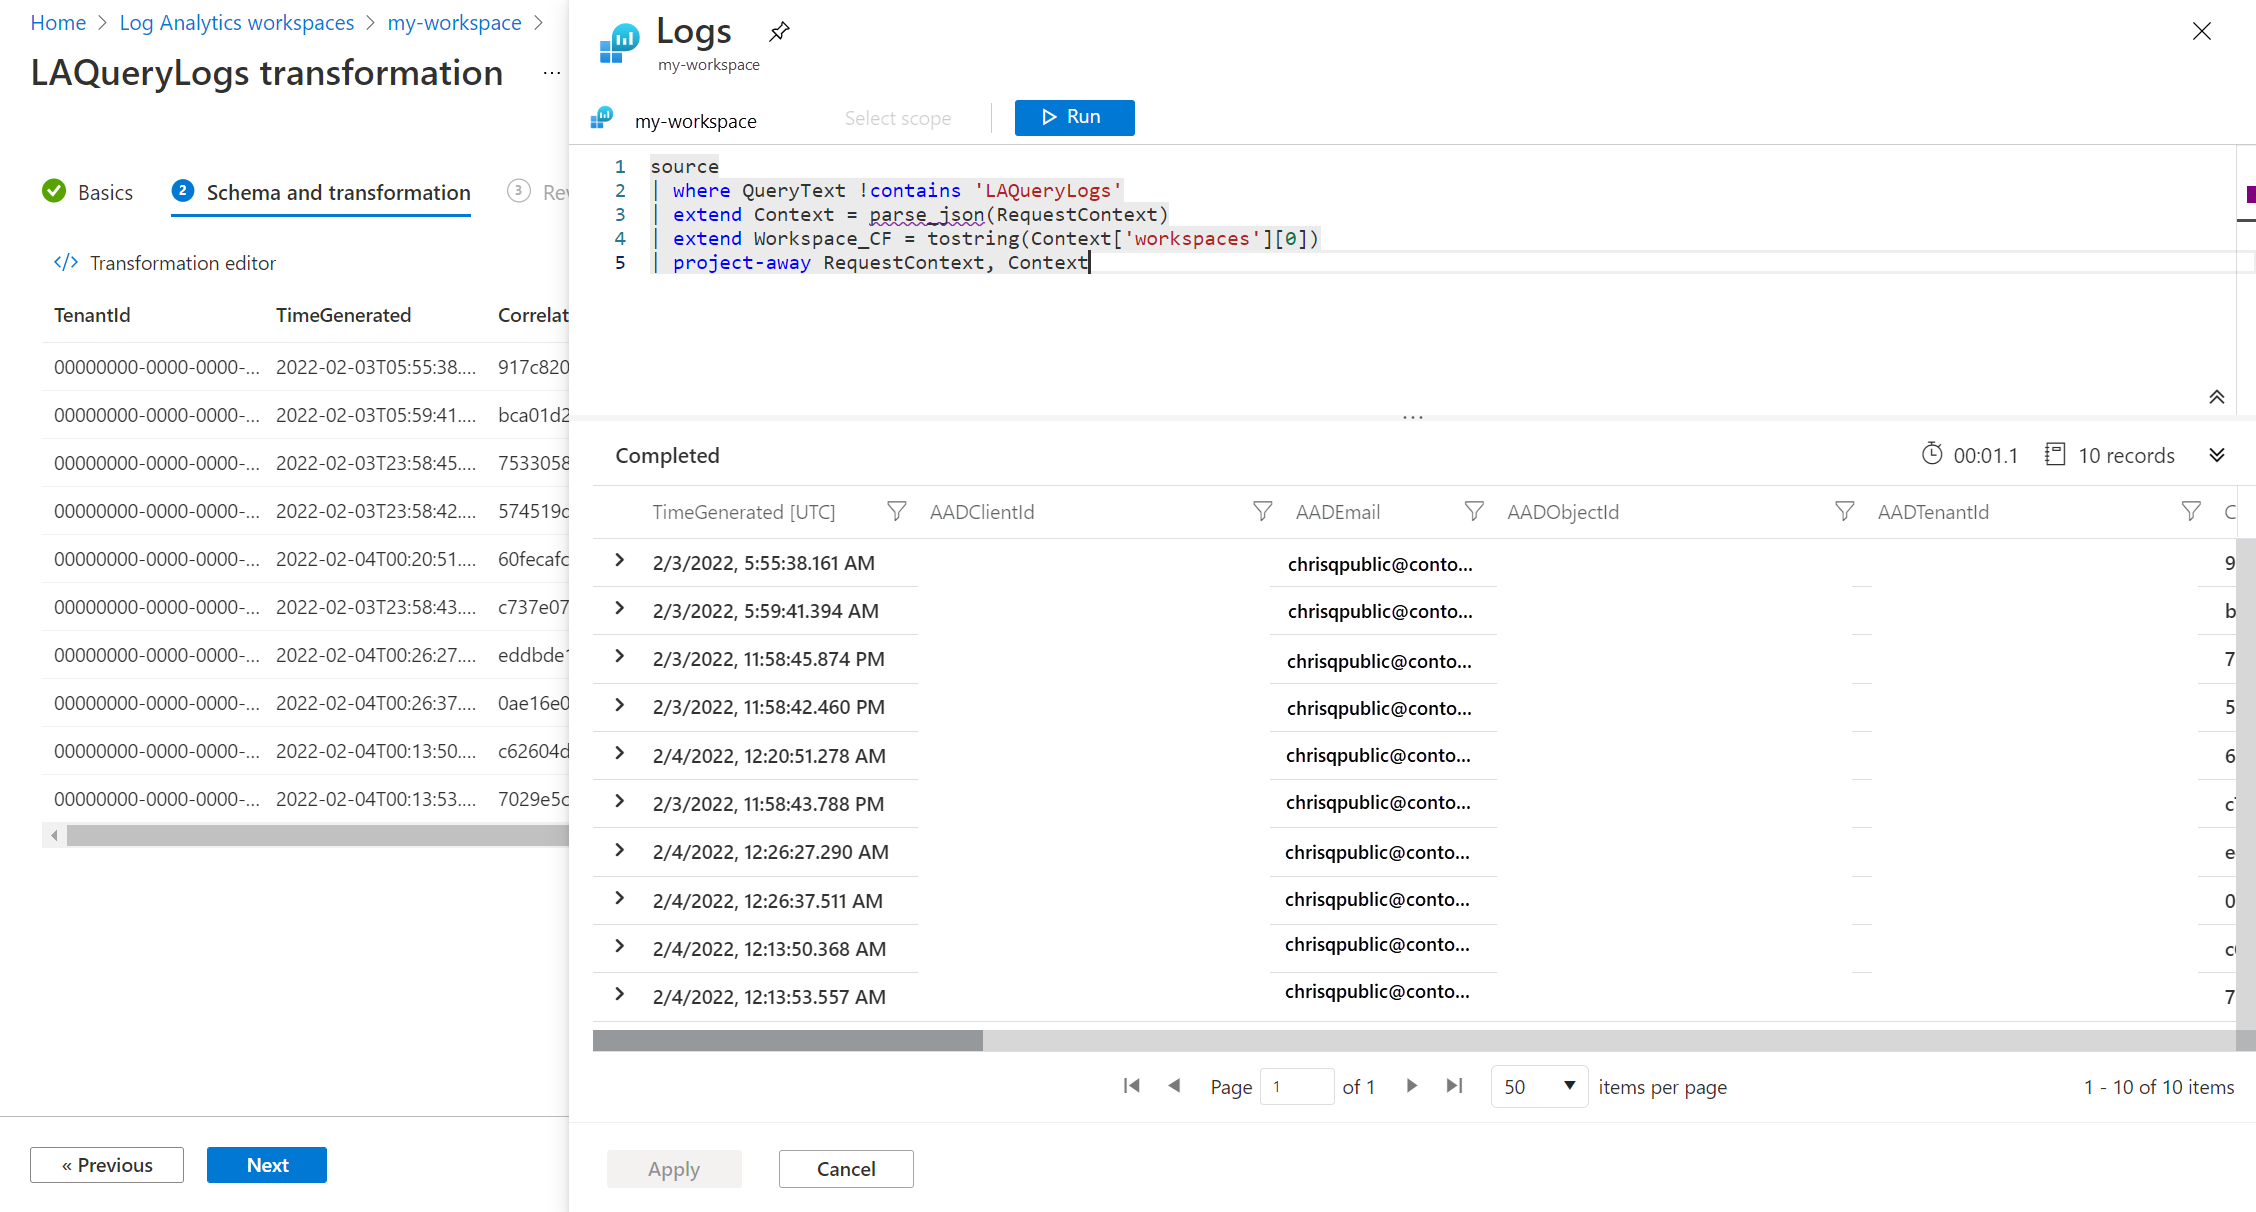 Home > Log Analytics workspaces > my-workspace >
LAQueryLogs transformation ...
Basics
2 Schema and transformation
3 Rev
</> Transformation editor
TenantId TimeGenerated Correlat
00000000-0000-0000-... 2022-02-03T05:55:38.... 917c820
00000000-0000-0000-... 2022-02-03T05:59:41.... bca01d2
00000000-0000-0000-... 2022-02-03T23:58:45.... 7533058
00000000-0000-0000-... 2022-02-03T23:58:42.... 574519c
00000000-0000-0000-... 2022-02-04T00:20:51.... 60fecafc
00000000-0000-0000-... 2022-02-03T23:58:43.... c737e07
00000000-0000-0000-... 2022-02-04T00:26:27.... eddbde1
00000000-0000-0000-... 2022-02-04T00:26:37.... 0ae16e0
00000000-0000-0000-... 2022-02-04T00:13:50.... c62604d
00000000-0000-0000-... 2022-02-04T00:13:53.... 7029e5c
« Previous
Next
Logs
my-workspace
my-workspace Select scope Run
1 source
2 | where QueryText !contains 'LAQueryLogs'
3 | extend Context = parse_json(RequestContext)
4 | extend Workspace_CF = tostring(Context['workspaces'][0])
5 | project-away RequestContext, Context
...
Completed 00:01.1 10 records
TimeGenerated [UTC] AADClientId AADEmail AADObjectId AADTenantId C
2/3/2022, 5:55:38.161 AM chrisqpublic@conto... 9
2/3/2022, 5:59:41.394 AM chrisqpublic@conto... b
2/3/2022, 11:58:45.874 PM chrisqpublic@conto... 7
2/3/2022, 11:58:42.460 PM chrisqpublic@conto... 5
2/4/2022, 12:20:51.278 AM chrisqpublic@conto... 6
2/3/2022, 11:58:43.788 PM chrisqpublic@conto... c
2/4/2022, 12:26:27.290 AM chrisqpublic@conto... e
2/4/2022, 12:26:37.511 AM chrisqpublic@conto... 0
2/4/2022, 12:13:50.368 AM chrisqpublic@conto... c
2/4/2022, 12:13:53.557 AM chrisqpublic@conto... 7
Page 1 of 1 50 items per page 1 - 10 of 10 items
Apply
Cancel